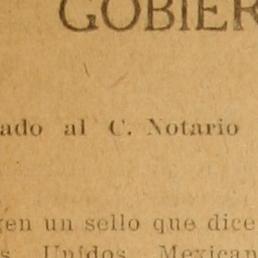 GOBIER
ado al C. Notario
gen un sello que dice
s Unidos Mexican